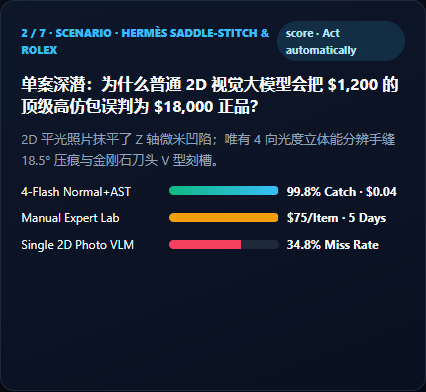 2 / 7 · SCENARIO · HERMÈS SADDLE-STITCH &
ROLEX
score · Act
automatically
单案深潜：为什么普通 2D 视觉大模型会把 $1,200 的
顶级高仿包误判为 $18,000 正品？
2D 平光照片抹平了 Z 轴微米凹陷；唯有 4 向光度立体能分辨手缝
18.5° 压痕与金刚石刀头 V 型刻槽。
4-Flash Normal+AST
99.8% Catch · $0.04
Manual Expert Lab
$75/Item · 5 Days
Single 2D Photo VLM
34.8% Miss Rate